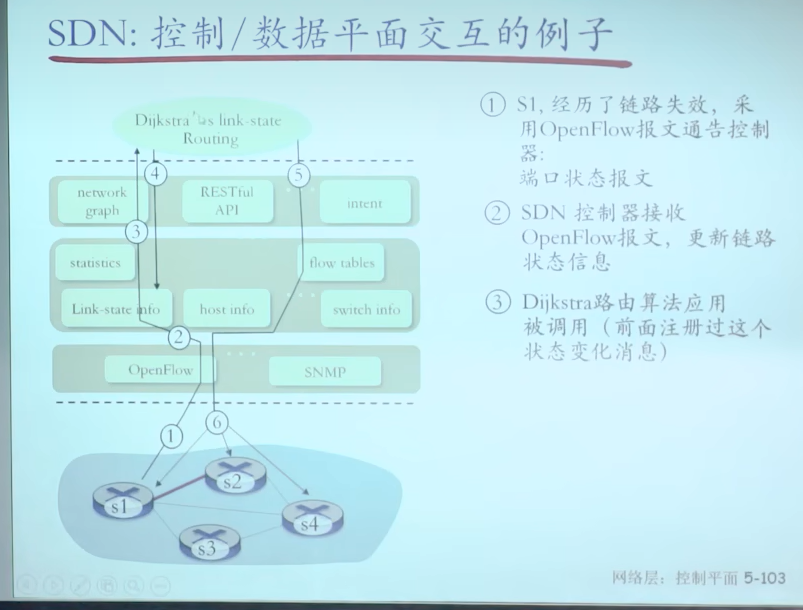 SDN: 控制/数据平面交互的例子
Dijkstra's link-state
Routing
④
⑤
network
graph
RESTful
API
intent
③
statistics
flow tables
Link-state info
host info
switch info
②
OpenFlow
SNMP
①
⑥
s1
s2
s3
s4
① S1, 经历了链路失效，采
用OpenFlow报文通告控制
器:
端口状态报文
② SDN 控制器接收
OpenFlow报文，更新链路
状态信息
③ Dijkstra路由算法应用
被调用（前面注册过这个
状态变化消息）
网络层：控制平面 5-103